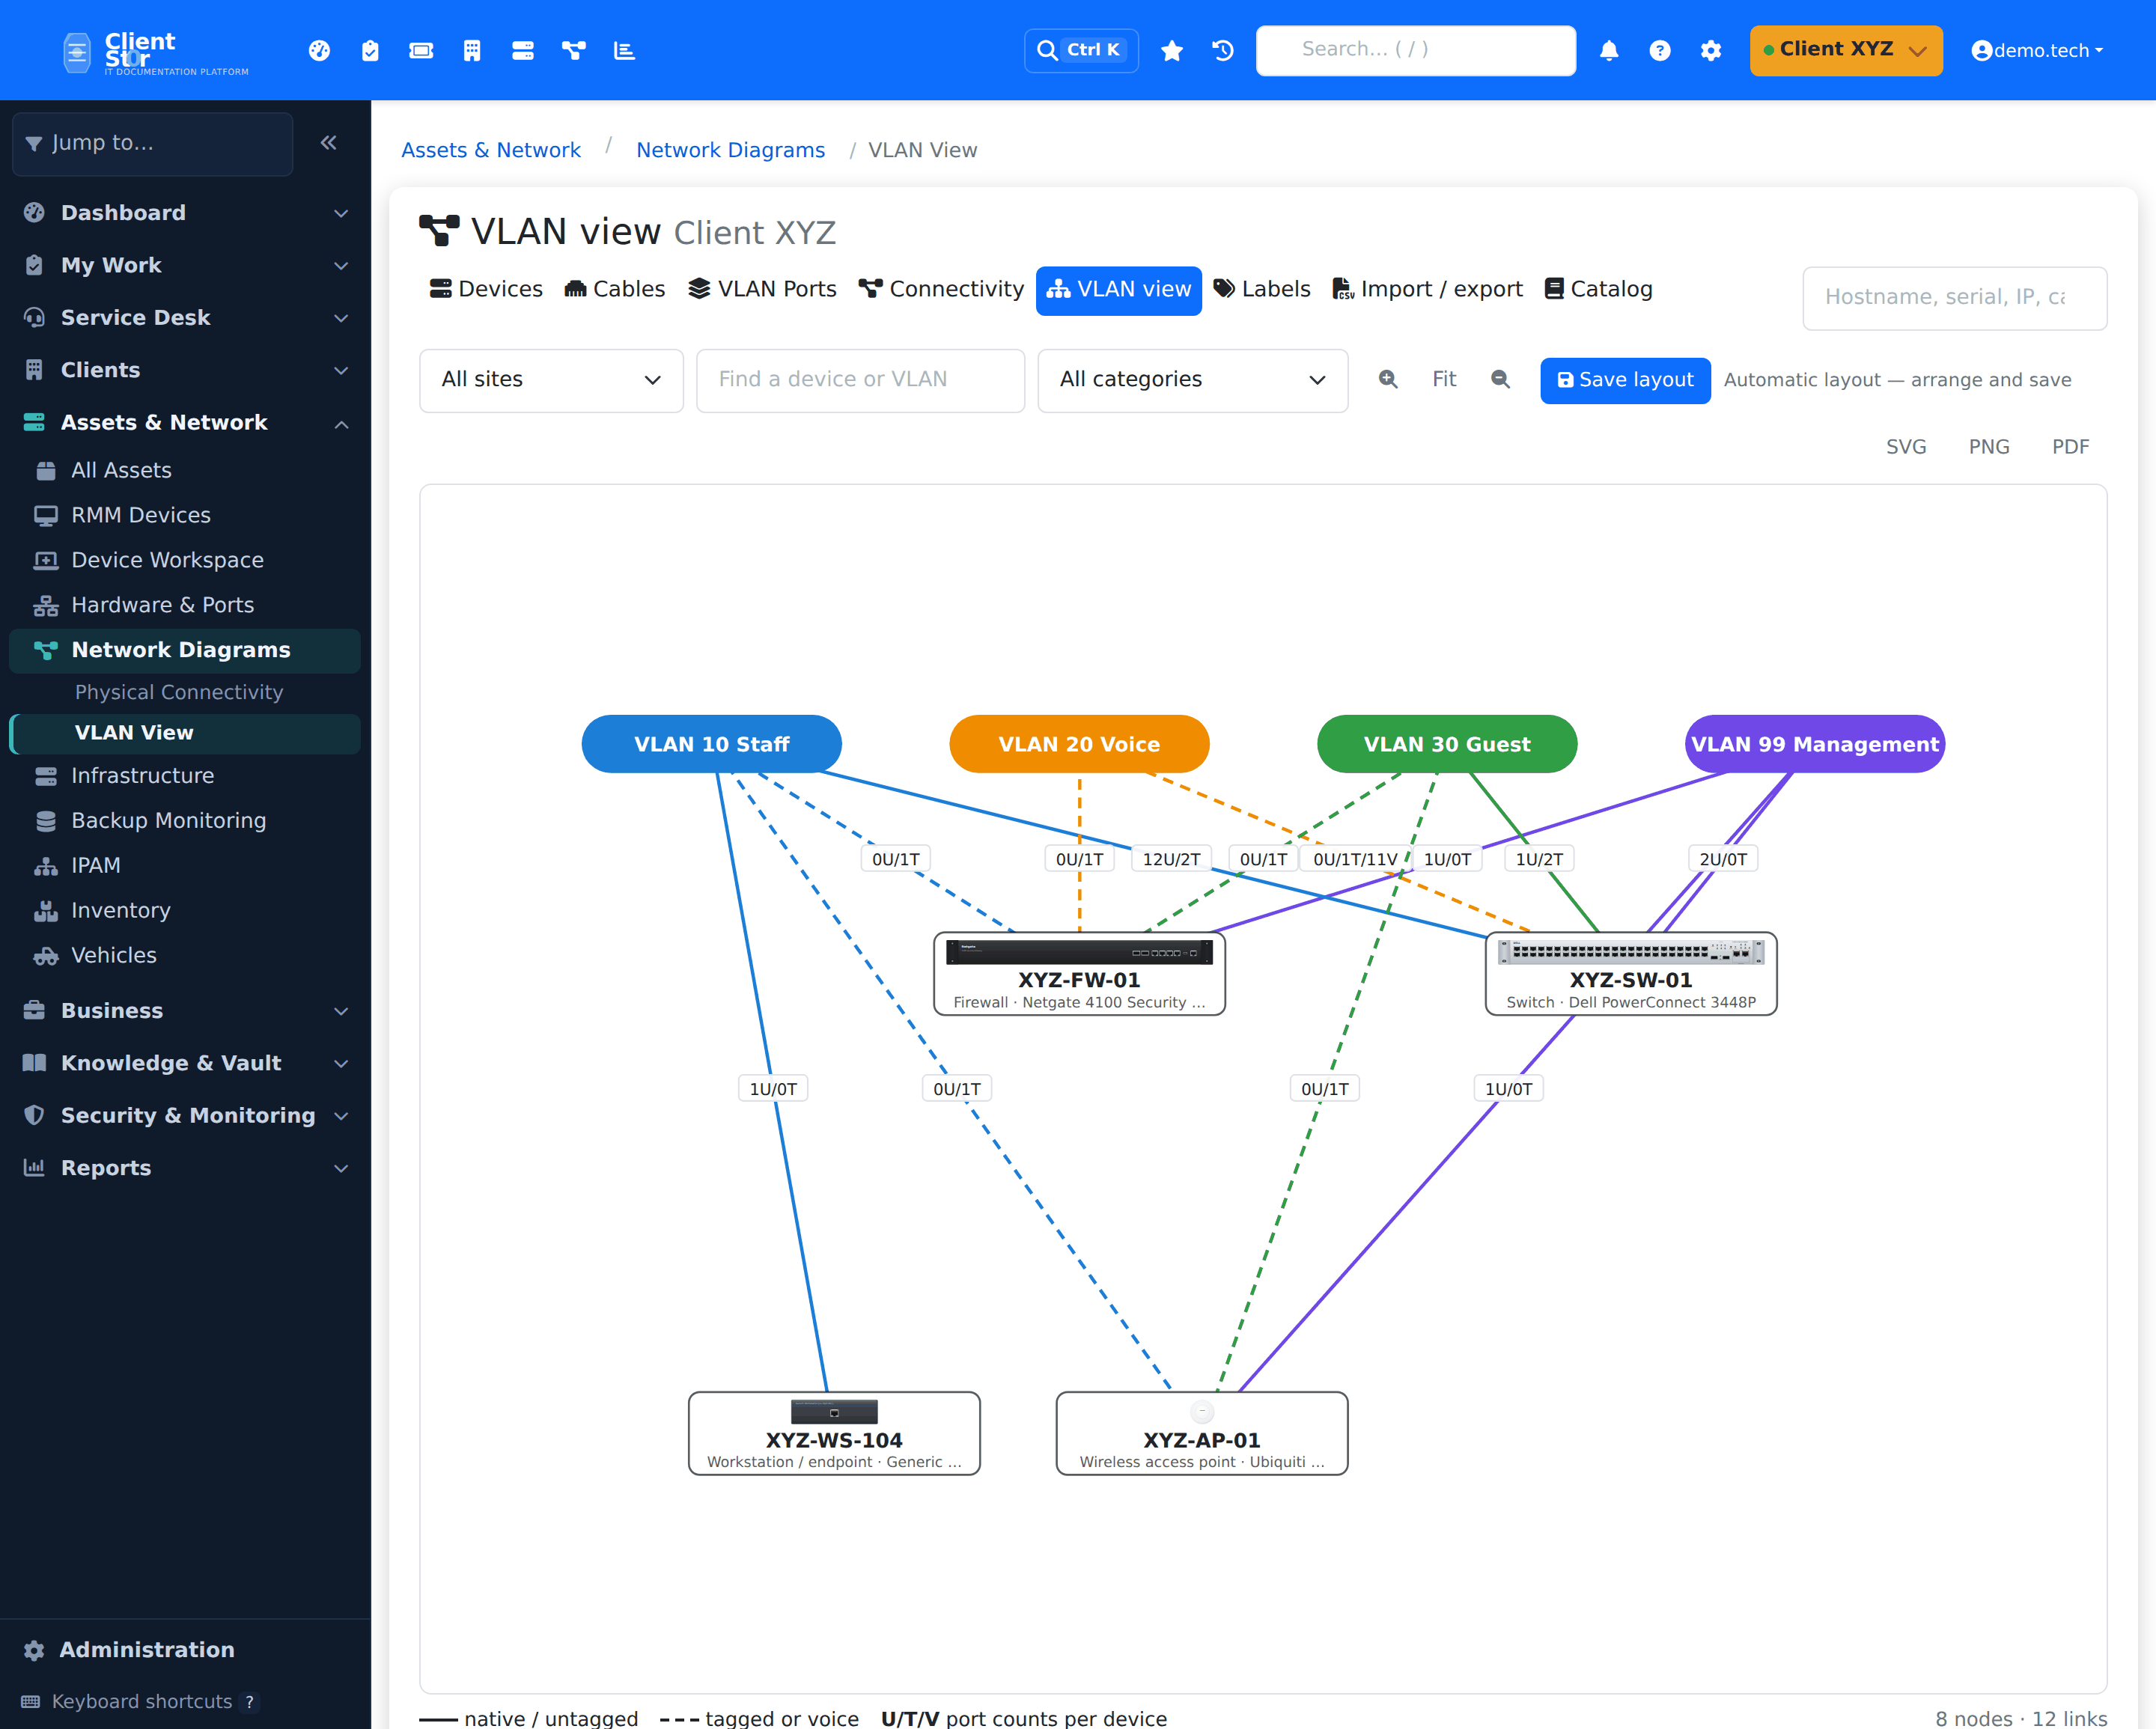 Client
St0r
IT DOCUMENTATION PLATFORM
Ctrl K
Search... ( / )
Client XYZ
demo.tech
Jump to...
Assets & Network / Network Diagrams / VLAN View
Dashboard
My Work
Service Desk
Clients
Assets & Network
All Assets
RMM Devices
Device Workspace
Hardware & Ports
Network Diagrams
Physical Connectivity
VLAN View
Infrastructure
Backup Monitoring
IPAM
Inventory
Vehicles
Business
Knowledge & Vault
Security & Monitoring
Reports
Administration
Keyboard shortcuts ?
VLAN view Client XYZ
Devices Cables VLAN Ports Connectivity VLAN view Labels Import / export Catalog
Hostname, serial, IP, ca
All sites
Find a device or VLAN
All categories
Fit
Save layout
Automatic layout — arrange and save
SVG PNG PDF
VLAN 10 Staff
VLAN 20 Voice
VLAN 30 Guest
VLAN 99 Management
0U/1T
0U/1T
12U/2T
0U/1T
0U/1T/11V
1U/0T
1U/2T
2U/0T
XYZ-FW-01
Firewall · Netgate 4100 Security ...
XYZ-SW-01
Switch · Dell PowerConnect 3448P
1U/0T
0U/1T
0U/1T
1U/0T
XYZ-WS-104
Workstation / endpoint · Generic ...
XYZ-AP-01
Wireless access point · Ubiquiti ...
native / untagged tagged or voice U/T/V port counts per device
8 nodes · 12 links